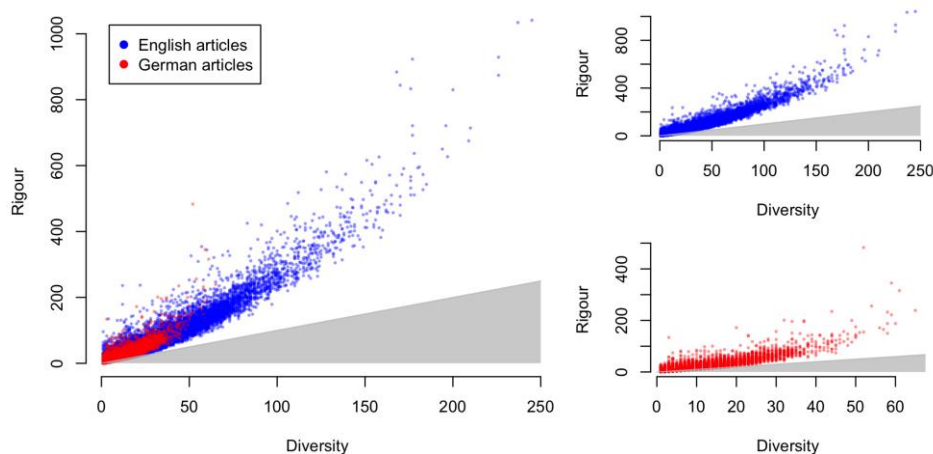 English articles
German articles
Rigour
0 200 400 600 800 1000
0 50 100 150 200 250
Diversity
Rigour
0 400 800
0 50 100 150 200 250
Diversity
Rigour
0 200 400
0 10 20 30 40 50 60
Diversity